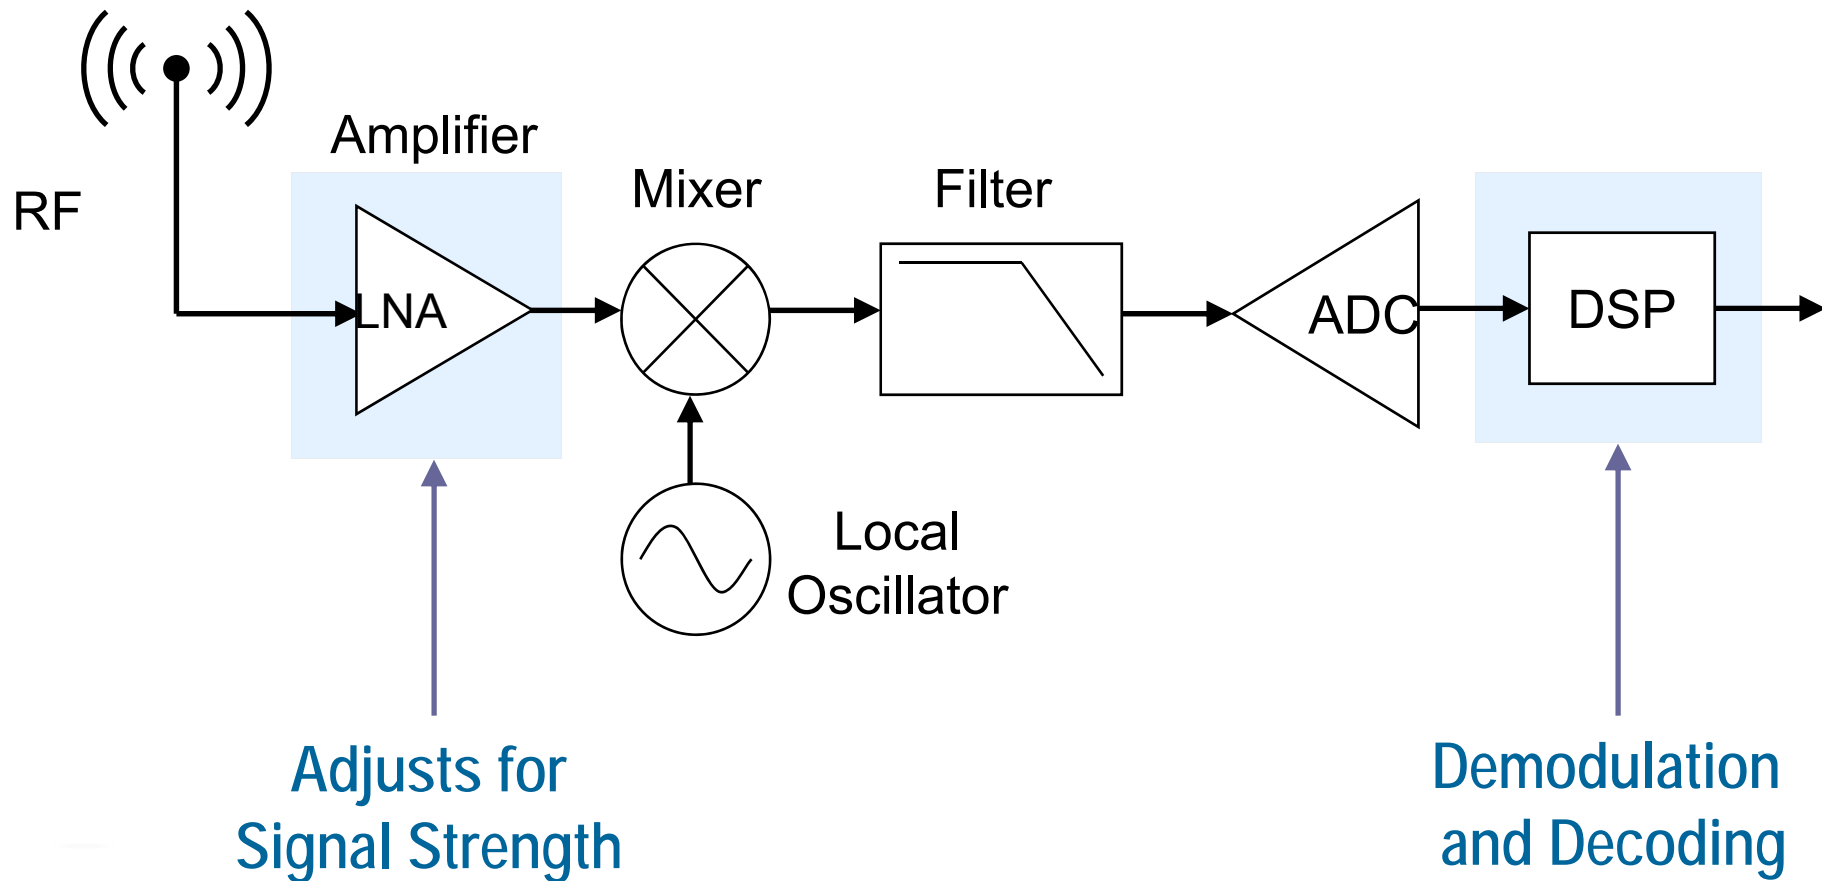 RF
Amplifier
LNA
Mixer
Filter
ADC
DSP
Local
Oscillator
Adjusts for
Signal Strength
Demodulation
and Decoding